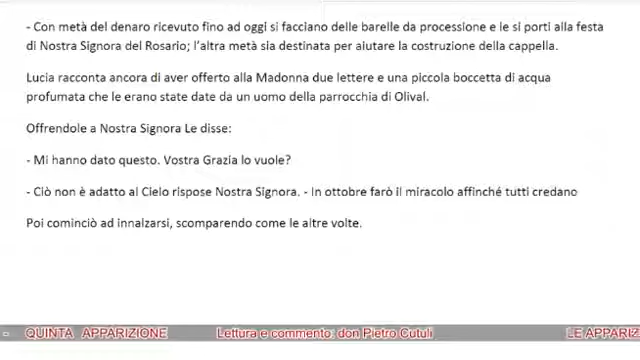 - Con metà del denaro ricevuto fino ad oggi si facciano delle barelle da processione e le si porti alla festa
di Nostra Signora del Rosario; l'altra metà sia destinata per aiutare la costruzione della cappella.
Lucia racconta ancora di aver offerto alla Madonna due lettere e una piccola boccetta di acqua
profumata che le erano state date da un uomo della parrocchia di Olival.
Offrendole a Nostra Signora Le disse:
- Mi hanno dato questo. Vostra Grazia lo vuole?
- Ciò non è adatto al Cielo rispose Nostra Signora. - In ottobre farò il miracolo affinché tutti credano
Poi cominciò ad innalzarsi, scomparendo come le altre volte.
- QUINTA APPARIZIONE Lettura e commento: don Pietro Cutuli LE APPARIZ